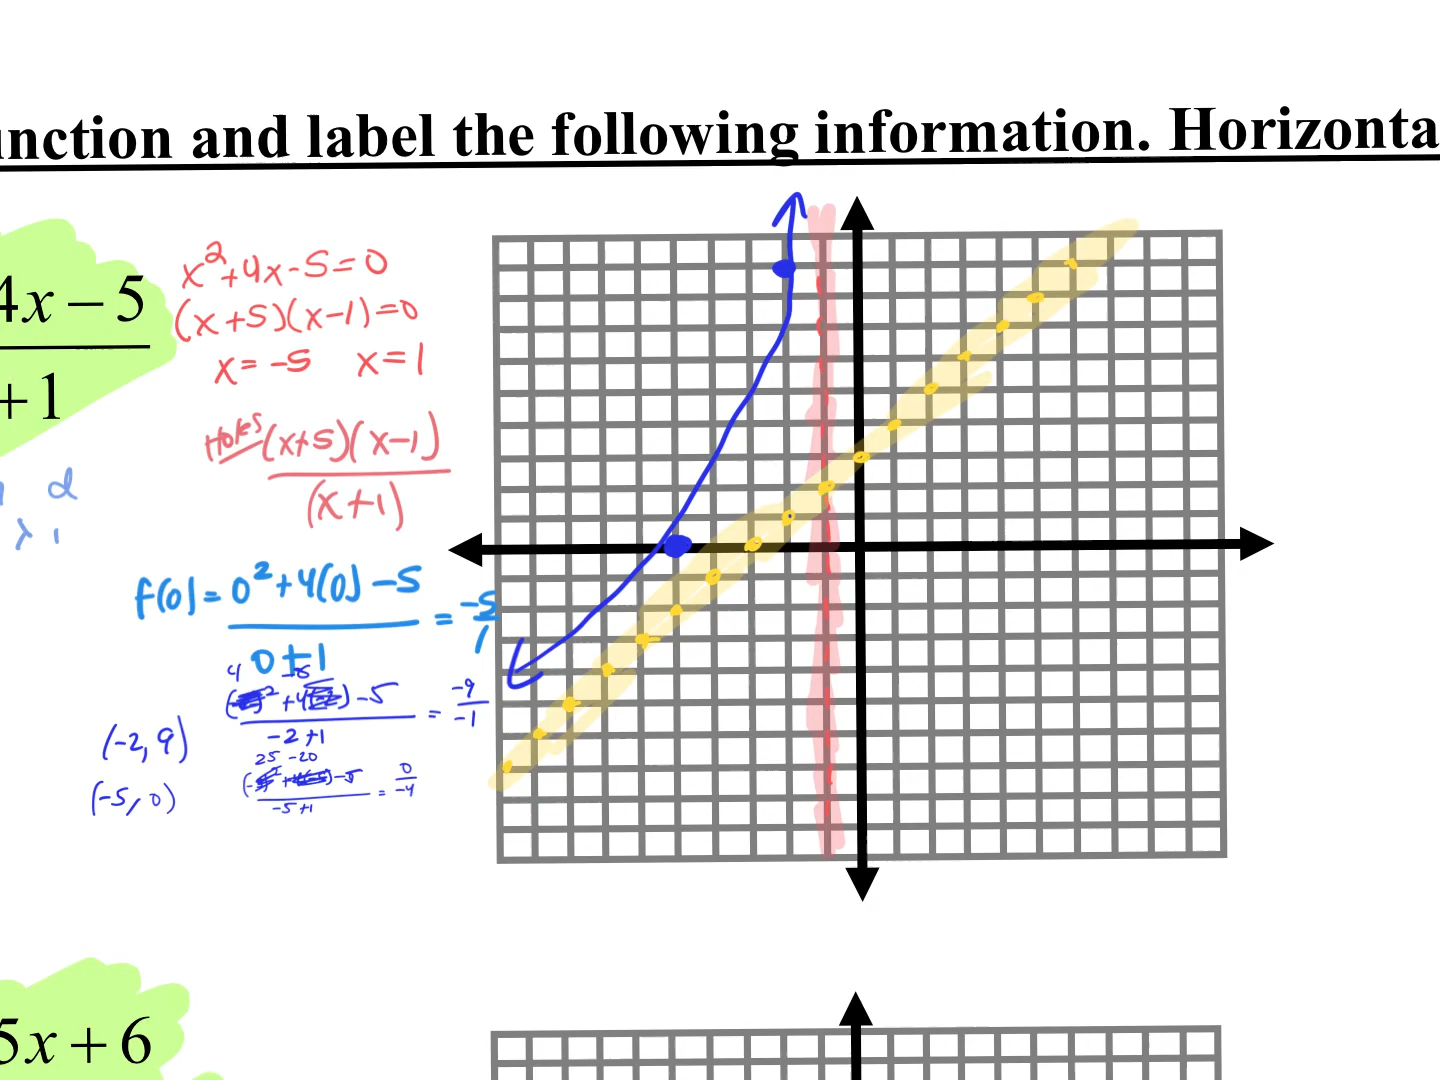 unction and label the following information. Horizonta
4x − 5
+ 1
x²+4x-5=0
(x+5)(x-1)=0
x=-5 x=1
Holes (x+5)(x-1)
(x+1)
f(0)= 0²+4(0)-5 = -5
0+1 1
4
-5 = -9
-2+1 -1
(-2, 9)
25 -20
-5 = 0
-5+1 -4
(-5, 0)
5x + 6